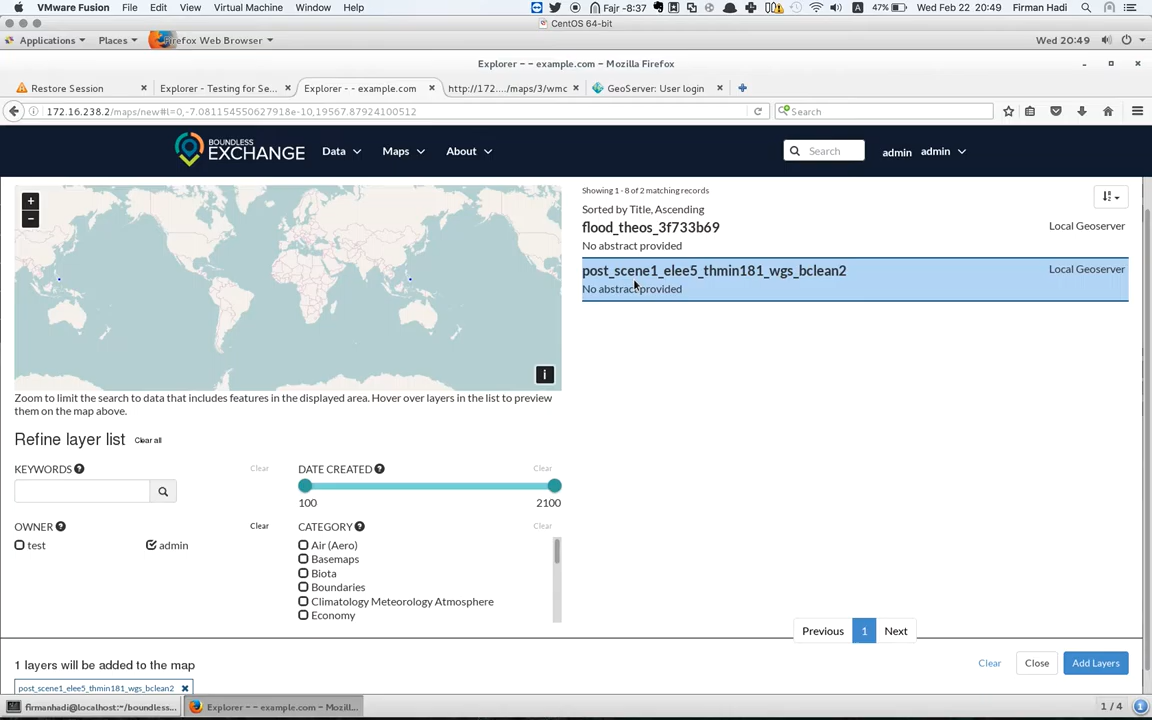 VMware Fusion File Edit View Virtual Machine Window Help Fajr -8:37 47% Wed Feb 22 20:49 Firman Hadi
CentOS 64-bit
Applications Places Firefox Web Browser Wed 20:49
Explorer - - example.com - Mozilla Firefox
Restore Session Explorer - Testing for Se... Explorer - - example.com http://172....../maps/3/wmc GeoServer: User login
172.16.238.2/maps/new#l=0,-7.081154550627918e-10,19567.87924100512 Search
BOUNDLESS
EXCHANGE Data Maps About Search admin admin
Showing 1 - 8 of 2 matching records
Sorted by Title, Ascending
flood_theos_3f733b69 Local Geoserver
No abstract provided
post_scene1_elee5_thmin181_wgs_bclean2 Local Geoserver
No abstract provided
+
−
i
Zoom to limit the search to data that includes features in the displayed area. Hover over layers in the list to preview
them on the map above.
Refine layer list Clear all
KEYWORDS ? Clear
DATE CREATED ? Clear
100 2100
OWNER ? Clear
test admin
CATEGORY ? Clear
Air (Aero)
Basemaps
Biota
Boundaries
Climatology Meteorology Atmosphere
Economy
Previous 1 Next
1 layers will be added to the map Clear Close Add Layers
post_scene1_elee5_thmin181_wgs_bclean2 ×
firmanhadi@localhost:~/boundless... Explorer - - example.com - Mozill... 1 / 4 1